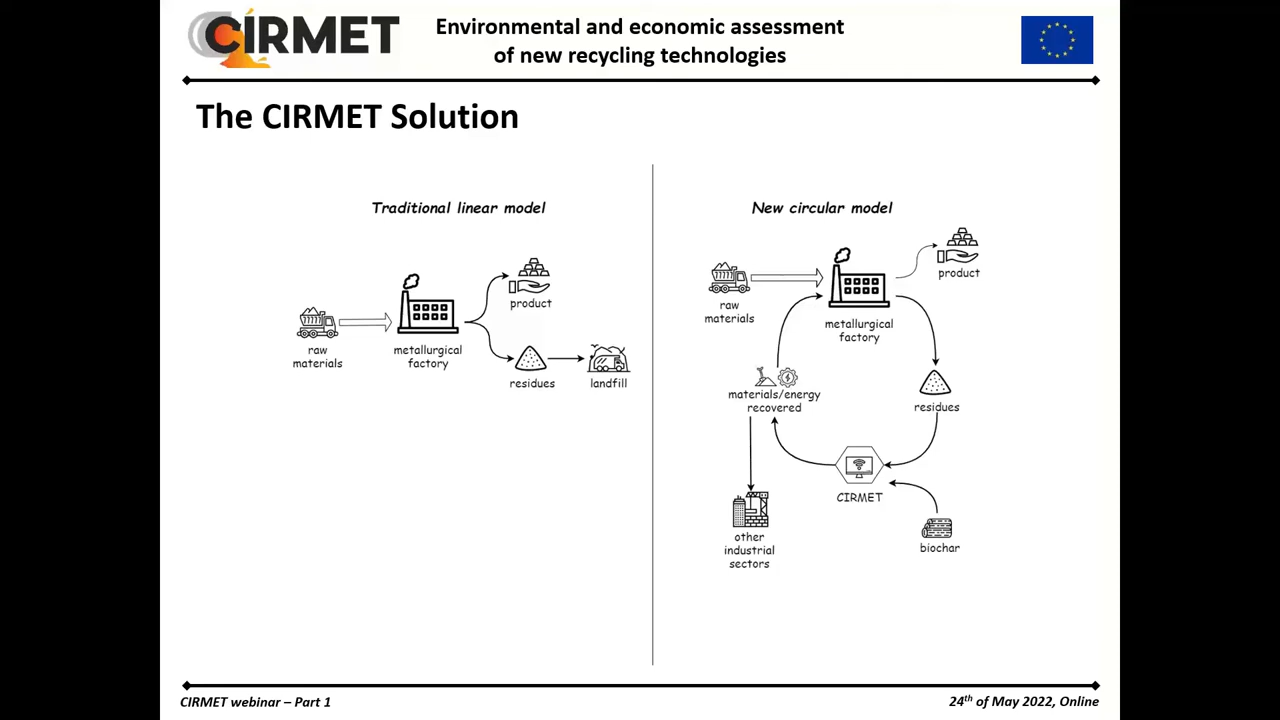 CIRMET
Environmental and economic assessment
of new recycling technologies
The CIRMET Solution
Traditional linear model
raw
materials
metallurgical
factory
product
residues
landfill
New circular model
raw
materials
metallurgical
factory
product
residues
materials/energy
recovered
CIRMET
biochar
other
industrial
sectors
CIRMET webinar – Part 1
24th of May 2022, Online